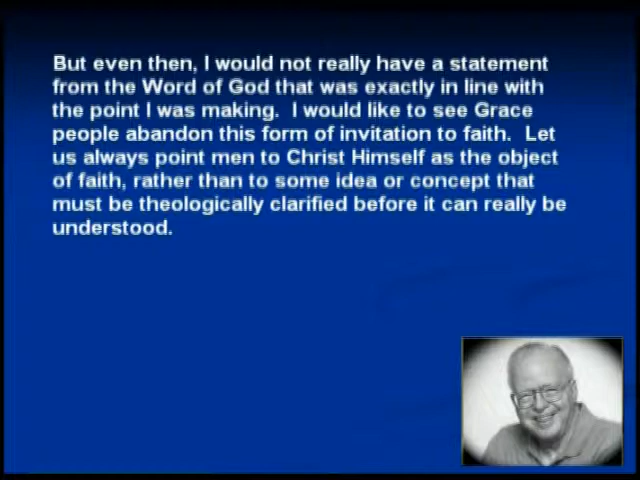 But even then, I would not really have a statement
from the Word of God that was exactly in line with
the point I was making.  I would like to see Grace
people abandon this form of invitation to faith.  Let
us always point men to Christ Himself as the object
of faith, rather than to some idea or concept that
must be theologically clarified before it can really be
understood.